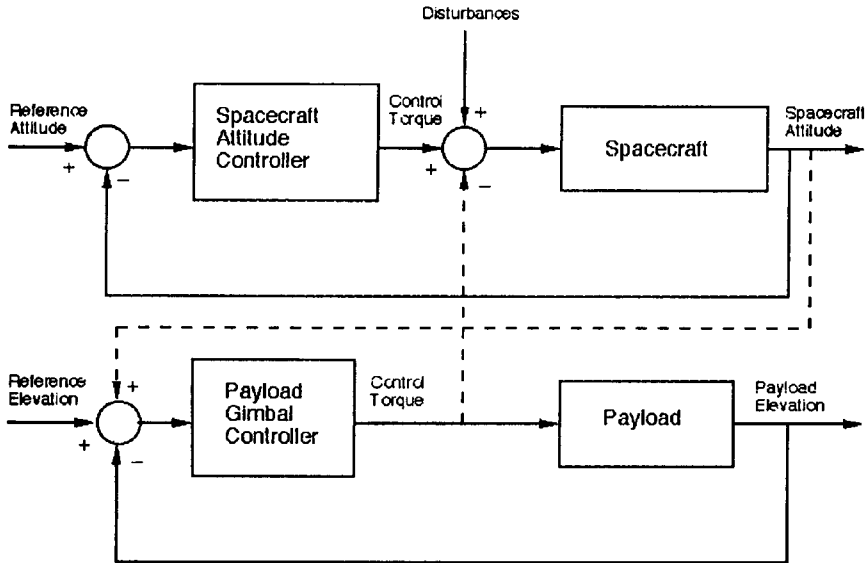 Disturbances
Reference
Attitude
+
−
Spacecraft
Attitude
Controller
Control
Torque
+
+
−
Spacecraft
Spacecraft
Attitude
Reference
Elevation
+
+
−
Payload
Gimbal
Controller
Control
Torque
Payload
Payload
Elevation